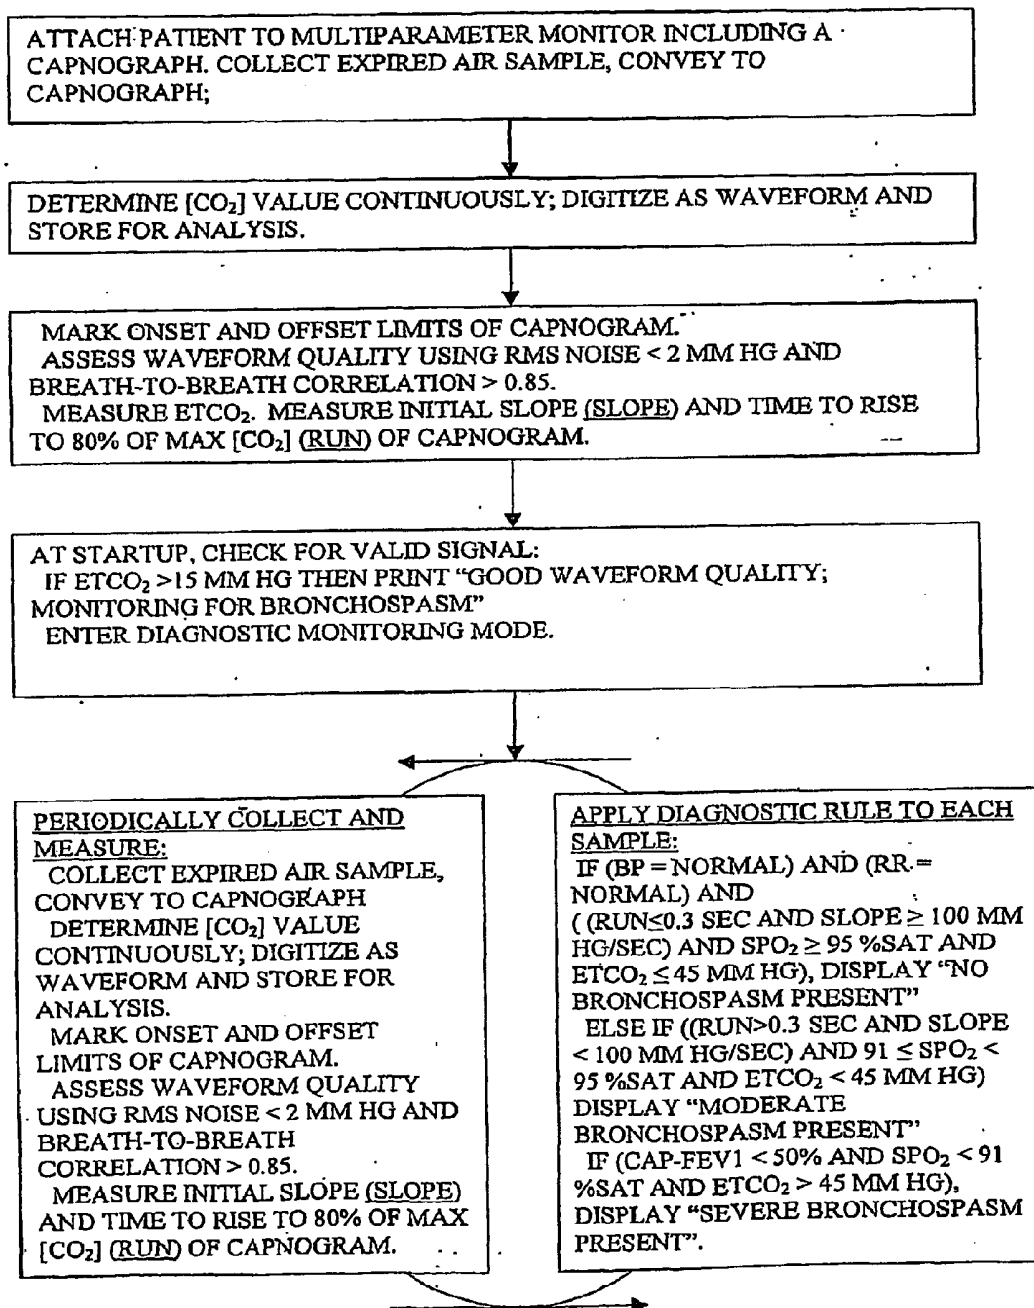 ATTACH PATIENT TO MULTIPARAMETER MONITOR INCLUDING A
CAPNOGRAPH. COLLECT EXPIRED AIR SAMPLE, CONVEY TO
CAPNOGRAPH;
DETERMINE [CO₂] VALUE CONTINUOUSLY; DIGITIZE AS WAVEFORM AND
STORE FOR ANALYSIS.
MARK ONSET AND OFFSET LIMITS OF CAPNOGRAM.
ASSESS WAVEFORM QUALITY USING RMS NOISE < 2 MM HG AND
BREATH-TO-BREATH CORRELATION > 0.85.
MEASURE ETCO₂. MEASURE INITIAL SLOPE (SLOPE) AND TIME TO RISE
TO 80% OF MAX [CO₂] (RUN) OF CAPNOGRAM.
AT STARTUP, CHECK FOR VALID SIGNAL:
IF ETCO₂ >15 MM HG THEN PRINT “GOOD WAVEFORM QUALITY;
MONITORING FOR BRONCHOSPASM”
ENTER DIAGNOSTIC MONITORING MODE.
PERIODICALLY COLLECT AND
MEASURE:
COLLECT EXPIRED AIR SAMPLE,
CONVEY TO CAPNOGRAPH
DETERMINE [CO₂] VALUE
CONTINUOUSLY; DIGITIZE AS
WAVEFORM AND STORE FOR
ANALYSIS.
MARK ONSET AND OFFSET
LIMITS OF CAPNOGRAM.
ASSESS WAVEFORM QUALITY
USING RMS NOISE < 2 MM HG AND
BREATH-TO-BREATH
CORRELATION > 0.85.
MEASURE INITIAL SLOPE (SLOPE)
AND TIME TO RISE TO 80% OF MAX
[CO₂] (RUN) OF CAPNOGRAM.
APPLY DIAGNOSTIC RULE TO EACH
SAMPLE:
IF (BP = NORMAL) AND (RR =
NORMAL) AND
( (RUN≤0.3 SEC AND SLOPE ≥ 100 MM
HG/SEC) AND SPO₂ ≥ 95 %SAT AND
ETCO₂ ≤ 45 MM HG), DISPLAY “NO
BRONCHOSPASM PRESENT”
ELSE IF ((RUN>0.3 SEC AND SLOPE
< 100 MM HG/SEC) AND 91 ≤ SPO₂ <
95 %SAT AND ETCO₂ < 45 MM HG)
DISPLAY “MODERATE
BRONCHOSPASM PRESENT”
IF (CAP-FEV1 < 50% AND SPO₂ < 91
%SAT AND ETCO₂ > 45 MM HG),
DISPLAY “SEVERE BRONCHOSPASM
PRESENT”.